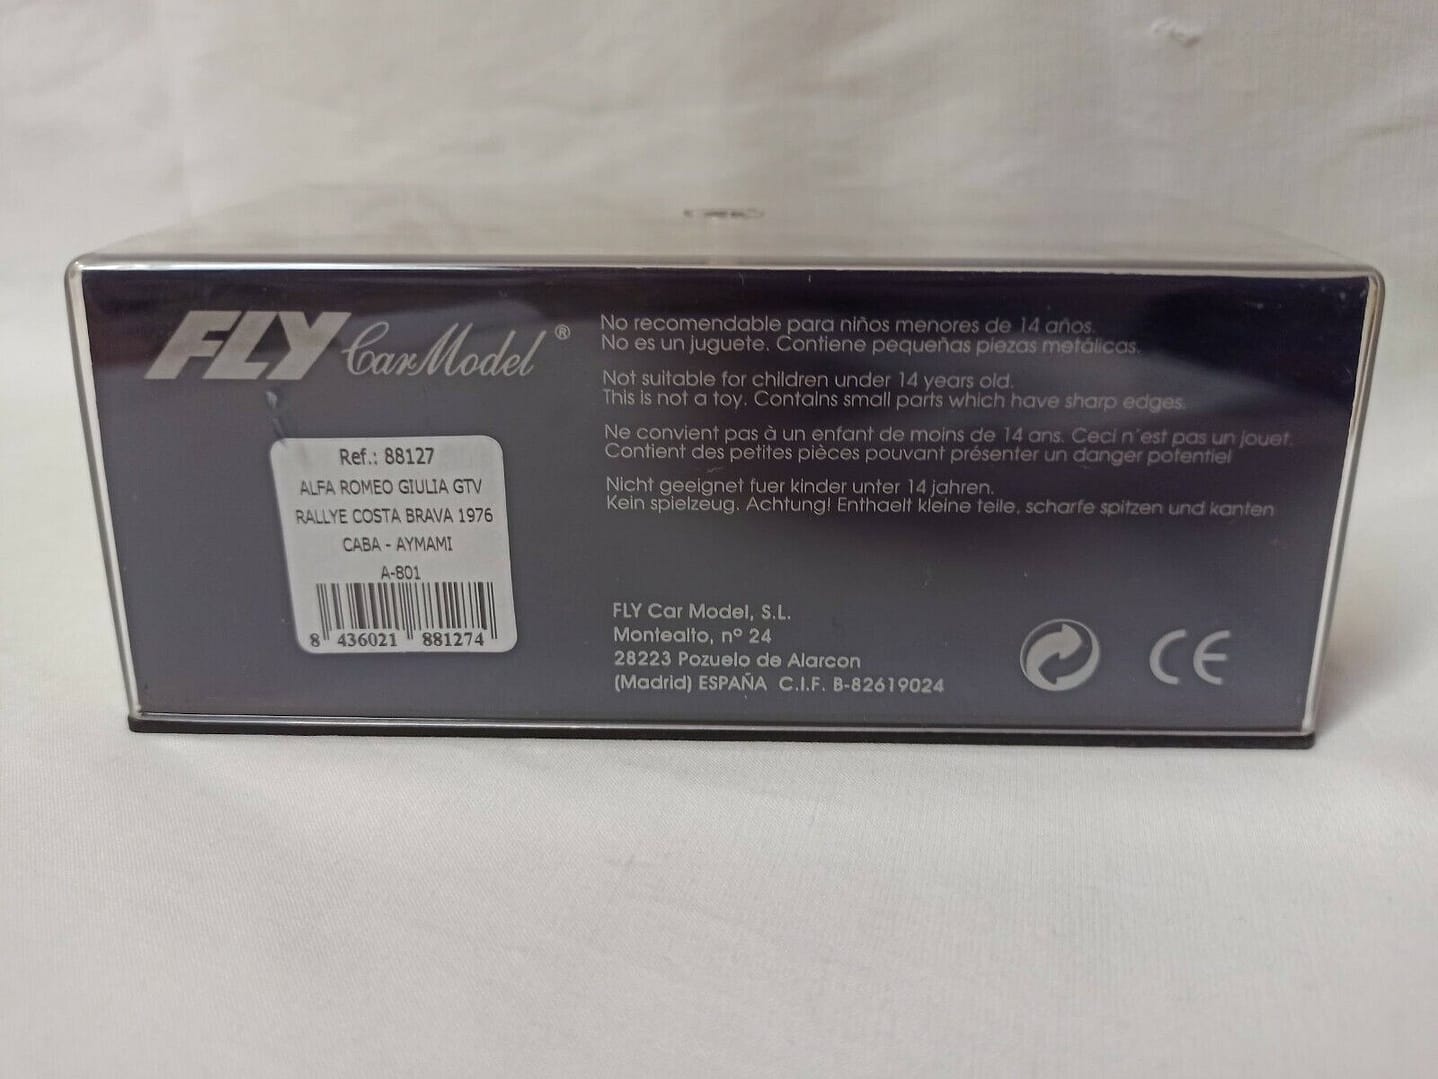 FLY Car Model ®
Ref.: 88127
ALFA ROMEO GIULIA GTV
RALLYE COSTA BRAVA 1976
CABA - AYMAMI
A-801
8 436021 881274
No recomendable para niños menores de 14 años.
No es un juguete. Contiene pequeñas piezas metálicas.
Not suitable for children under 14 years old.
This is not a toy. Contains small parts which have sharp edges.
Ne convient pas à un enfant de moins de 14 ans. Ceci n´est pas un jouet.
Contient des petites pièces pouvant présenter un danger potentiel
Nicht geeignet fuer kinder unter 14 jahren.
Kein spielzeug. Achtung! Enthaelt kleine teile, scharfe spitzen und kanten
FLY Car Model, S.L.
Montealto, nº 24
28223 Pozuelo de Alarcon
(Madrid) ESPAÑA C.I.F. B-82619024
CE